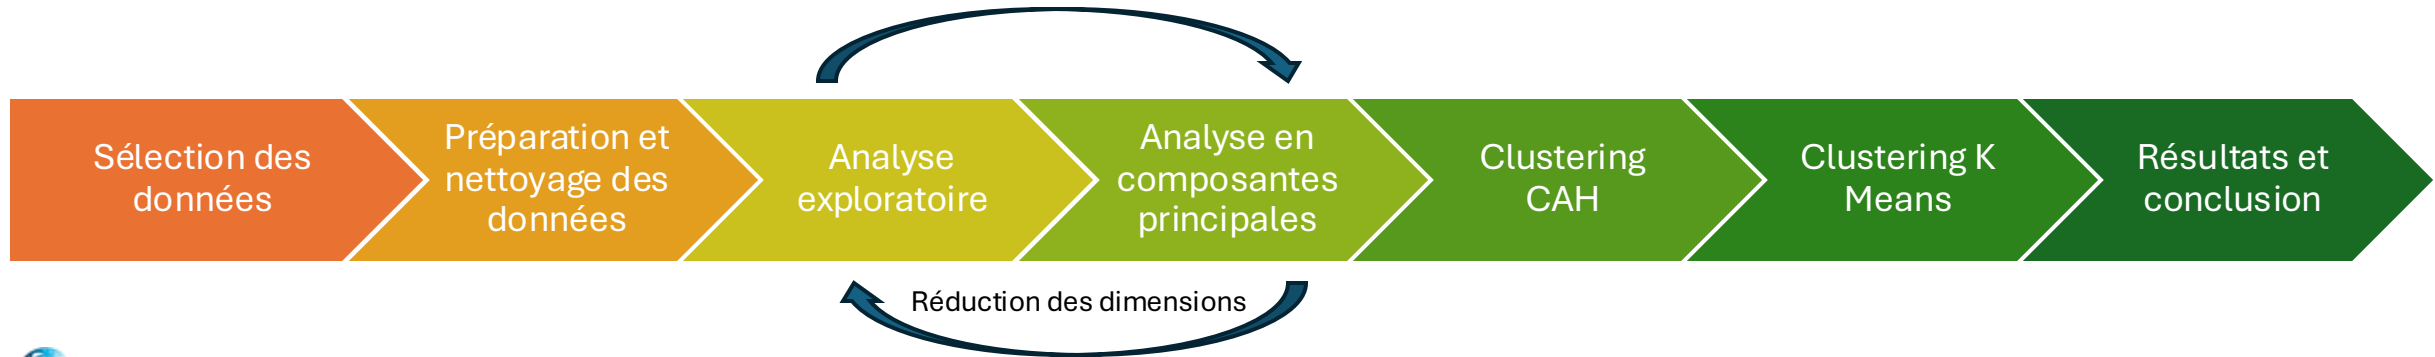 Sélection des
données
Préparation et
nettoyage des
données
Analyse
exploratoire
Analyse en
composantes
principales
Clustering
CAH
Clustering K
Means
Résultats et
conclusion
Réduction des dimensions